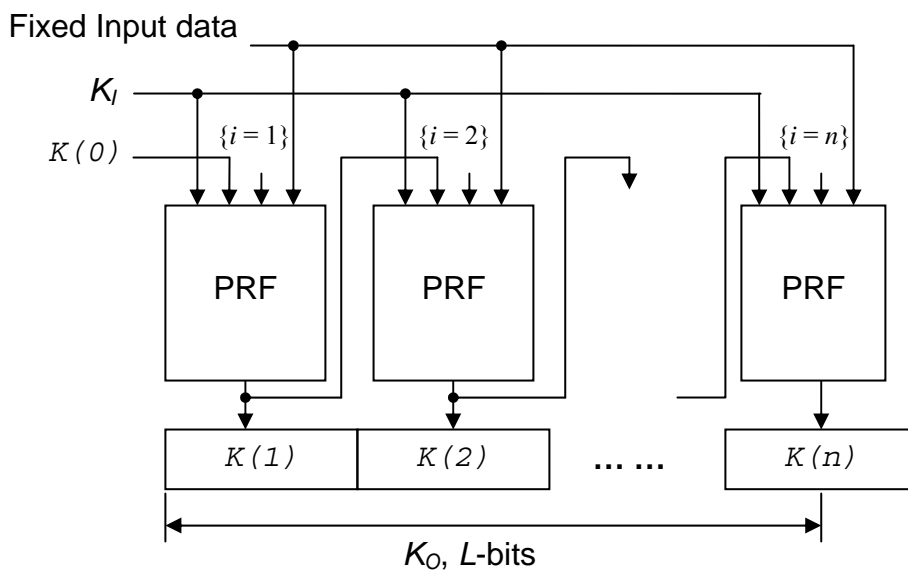 Fixed Input data
K_I
K(0)
{i = 1} {i = 2} {i = n}
PRF PRF PRF
K(1) K(2) … … K(n)
K_O, L-bits